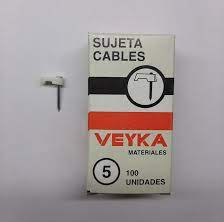 SUJETA
CABLES
VEYKA
MATERIALES
5
100
UNIDADES